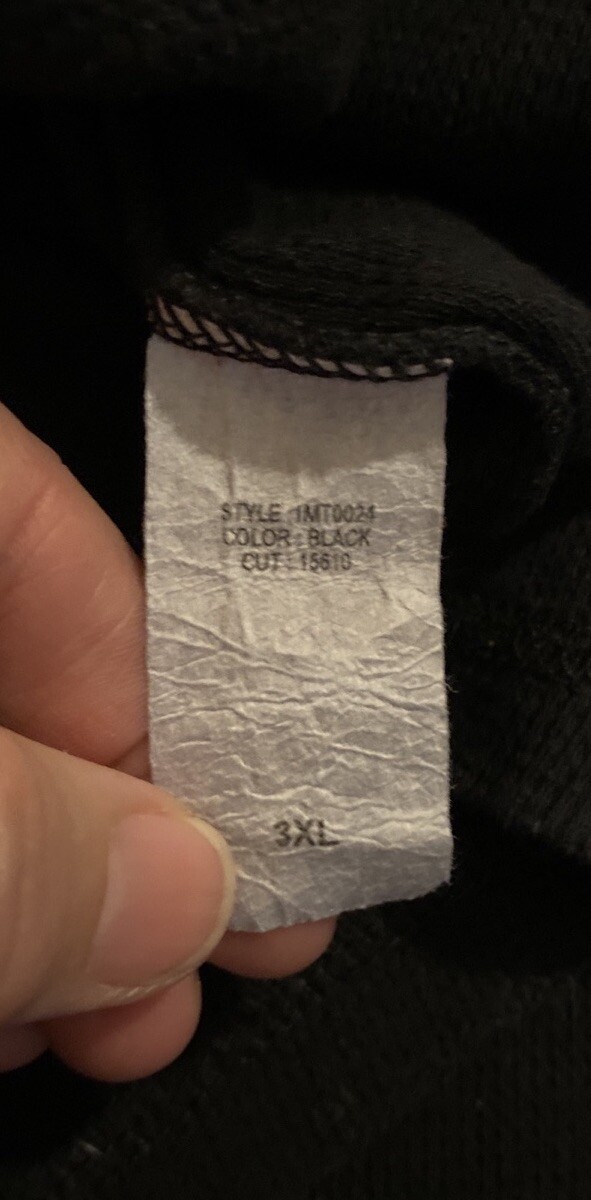 STYLE : 1MT0024
COLOR : BLACK
CUT : 15610
3XL